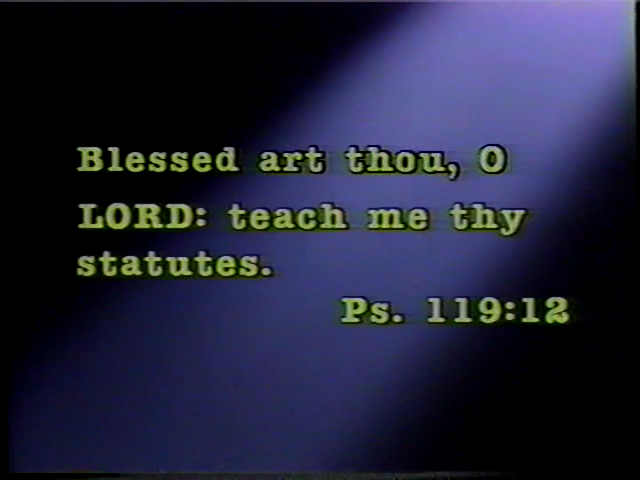 Blessed art thou, O
LORD: teach me thy
statutes.
Ps. 119:12